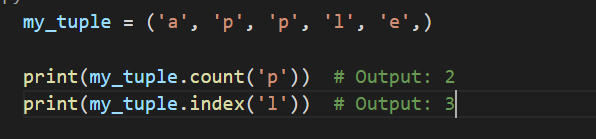 my_tuple = ('a', 'p', 'p', 'l', 'e',)
print(my_tuple.count('p'))  # Output: 2
print(my_tuple.index('l'))  # Output: 3